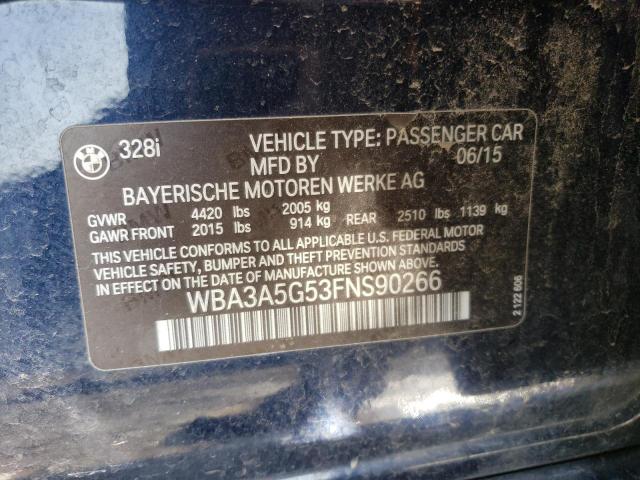 BMW 328i VEHICLE TYPE: PASSENGER CAR
MFD BY 06/15
BAYERISCHE MOTOREN WERKE AG
GVWR 4420 lbs 2005 kg
GAWR FRONT 2015 lbs 914 kg REAR 2510 lbs 1139 kg
THIS VEHICLE CONFORMS TO ALL APPLICABLE U.S. FEDERAL MOTOR
VEHICLE SAFETY, BUMPER, AND THEFT PREVENTION STANDARDS
IN EFFECT ON THE DATE OF MANUFACTURE SHOWN ABOVE.
WBA3A5G53FNS90266
2 122 606